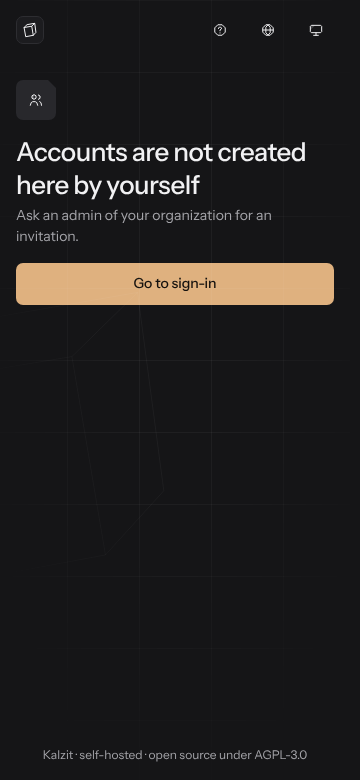 Accounts are not created
here by yourself
Ask an admin of your organization for an
invitation.
Go to sign-in
Kalzit · self-hosted · open source under AGPL-3.0